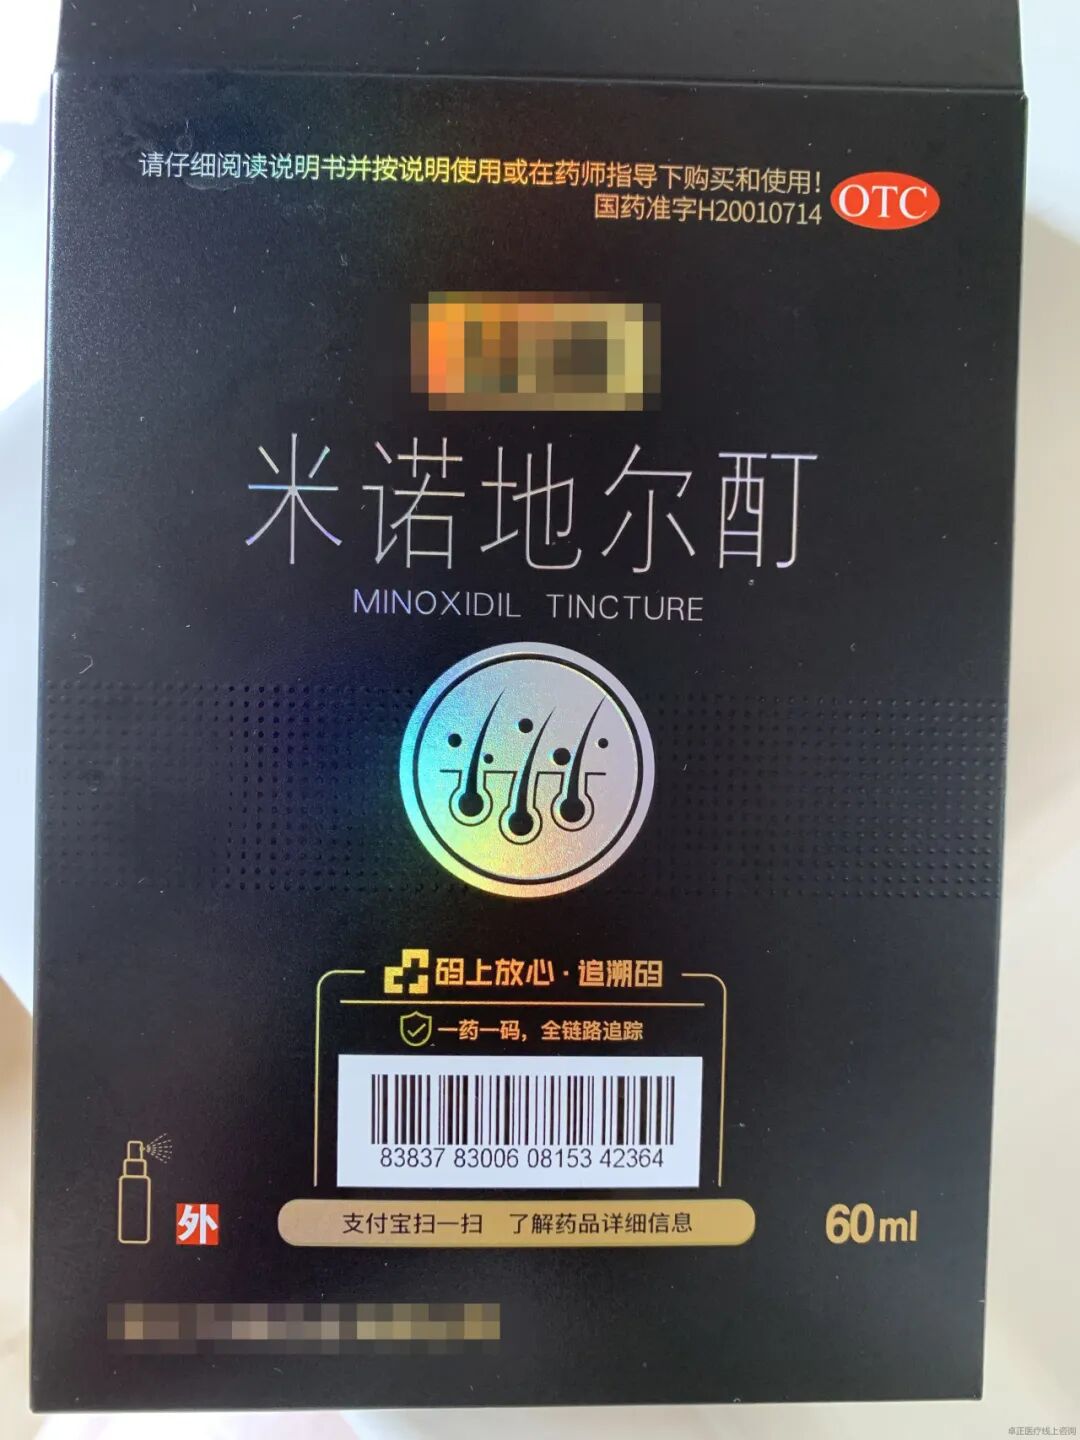 请仔细阅读说明书并按说明使用或在药师指导下购买和使用!
国药准字H20010714
OTC
米诺地尔酊
MINOXIDIL TINCTURE
码上放心·追溯码
一药一码，全链路追踪
83837 83006 08153 42364
外
支付宝扫一扫 了解药品详细信息
60ml
卓正医疗线上咨询